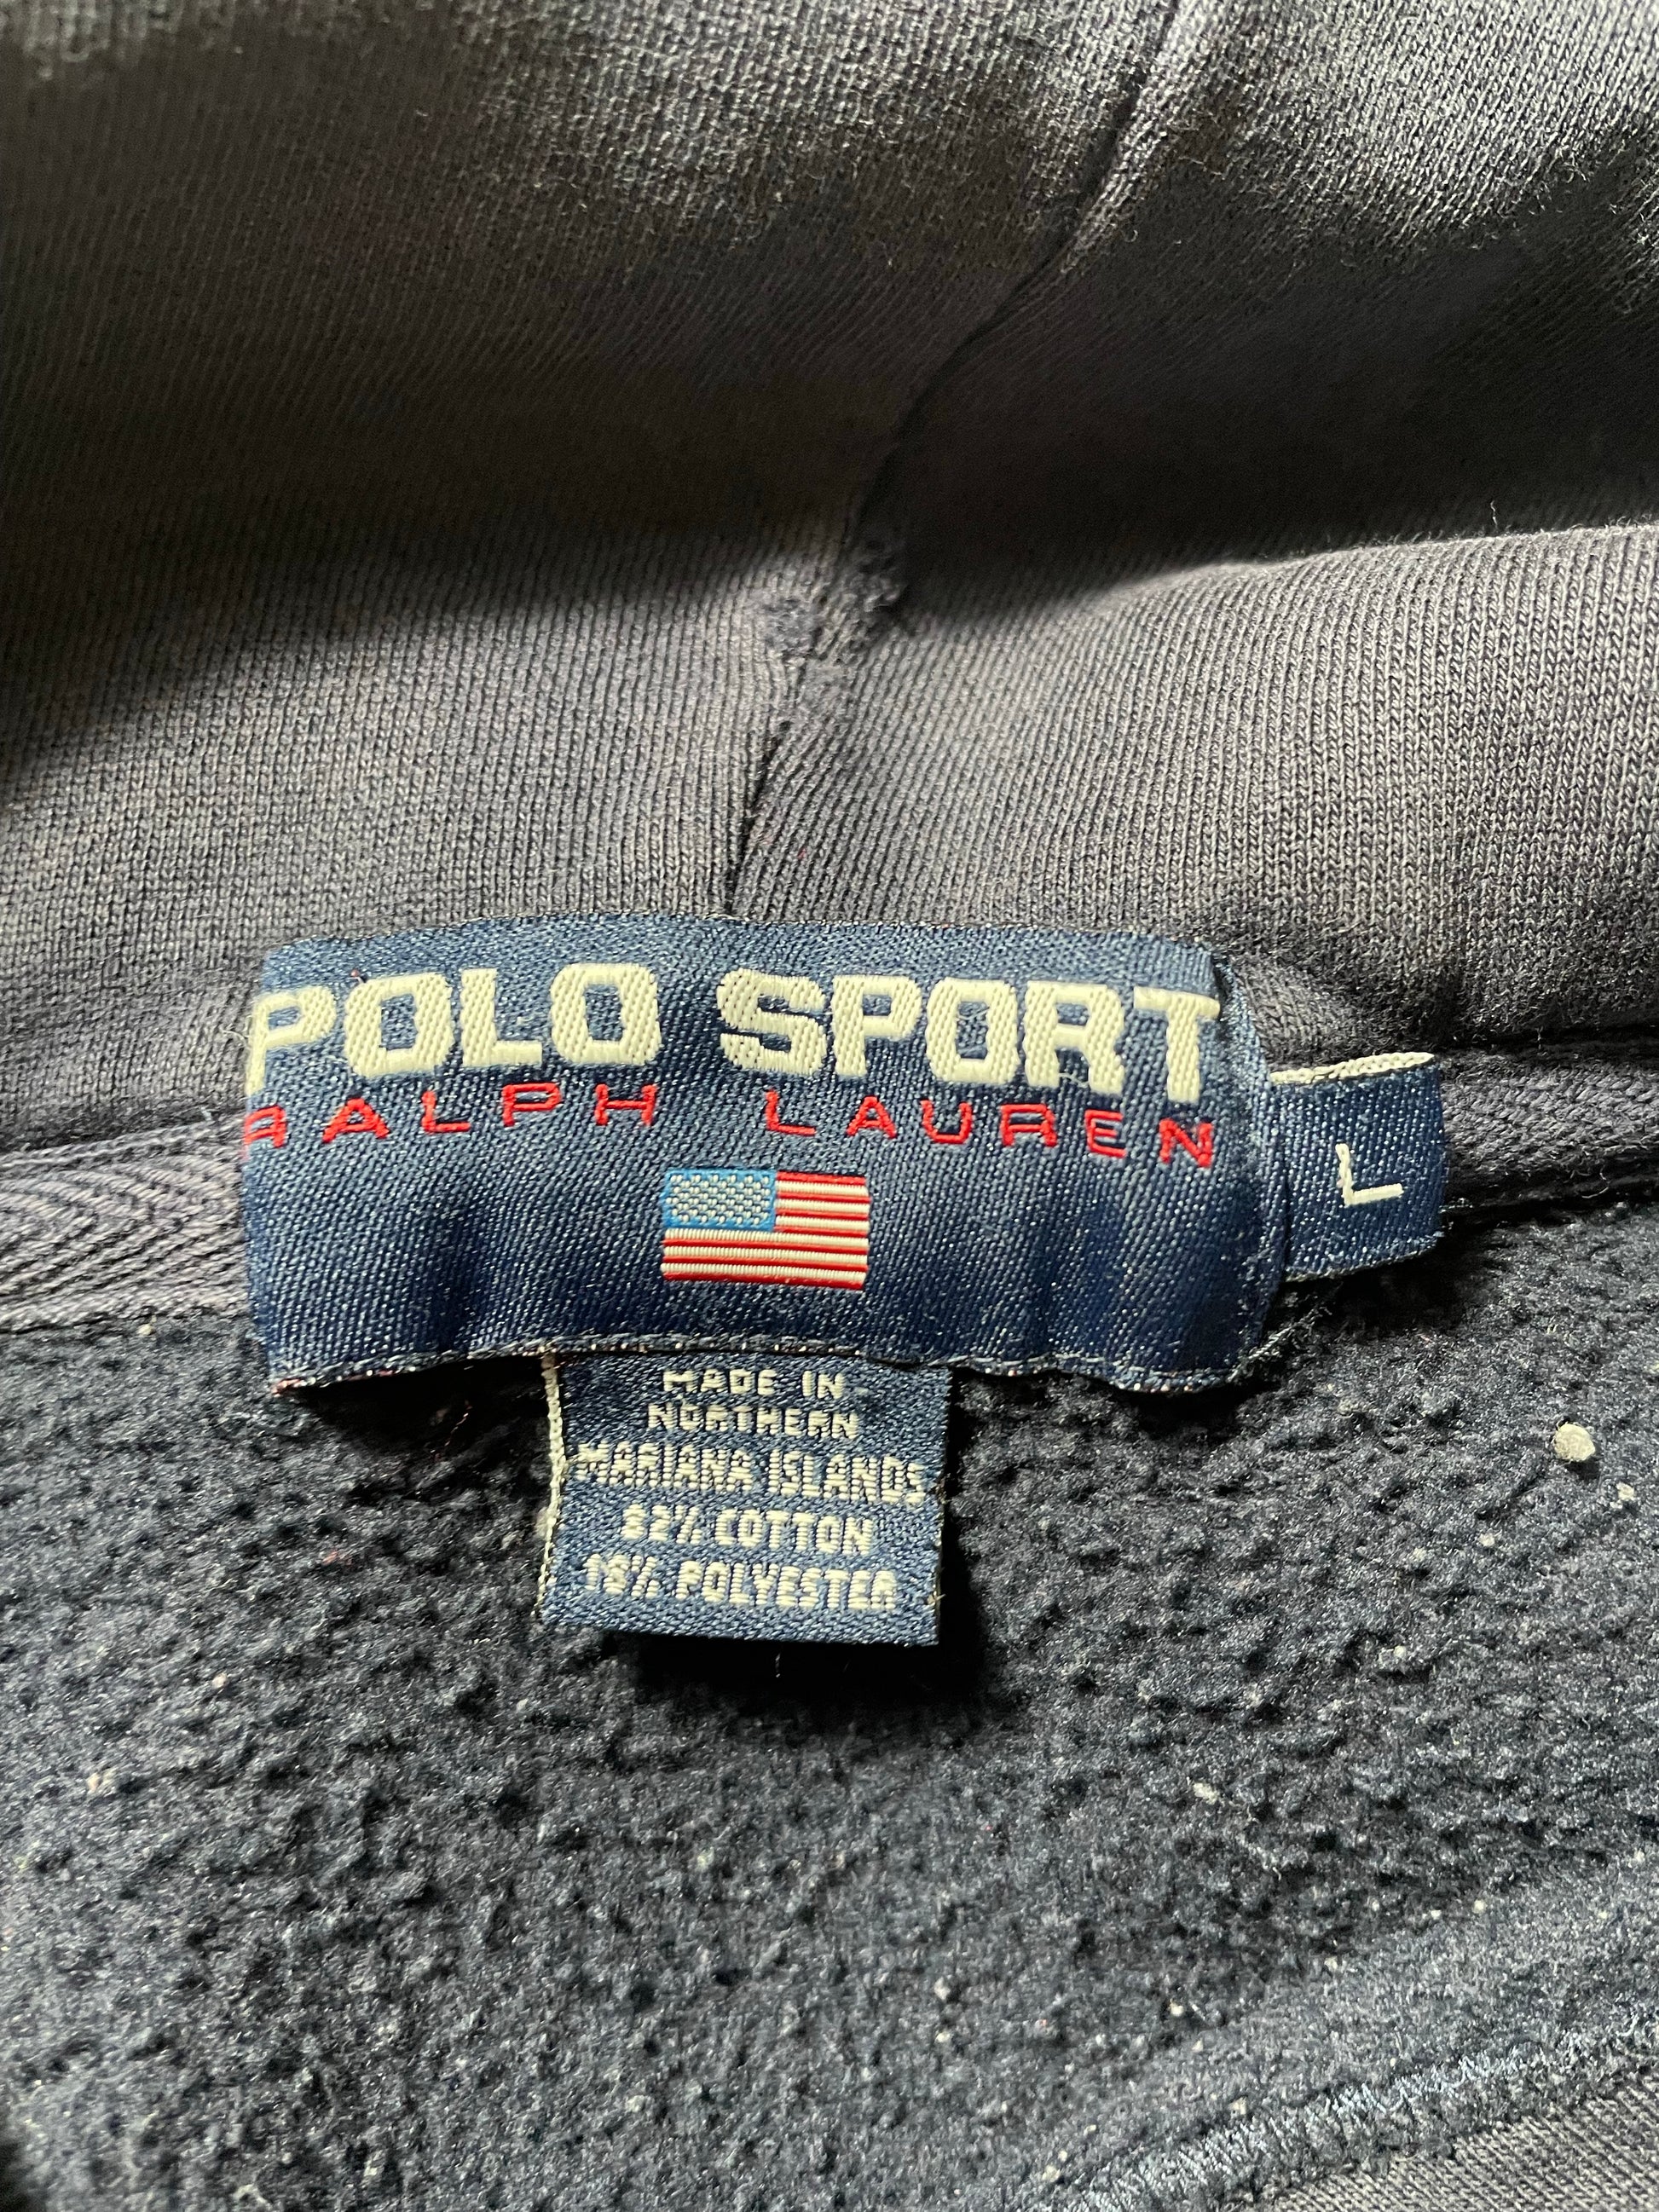 POLO SPORT
RALPH LAUREN
L
MADE IN
NORTHERN
MARIANA ISLANDS
82% COTTON
18% POLYESTER